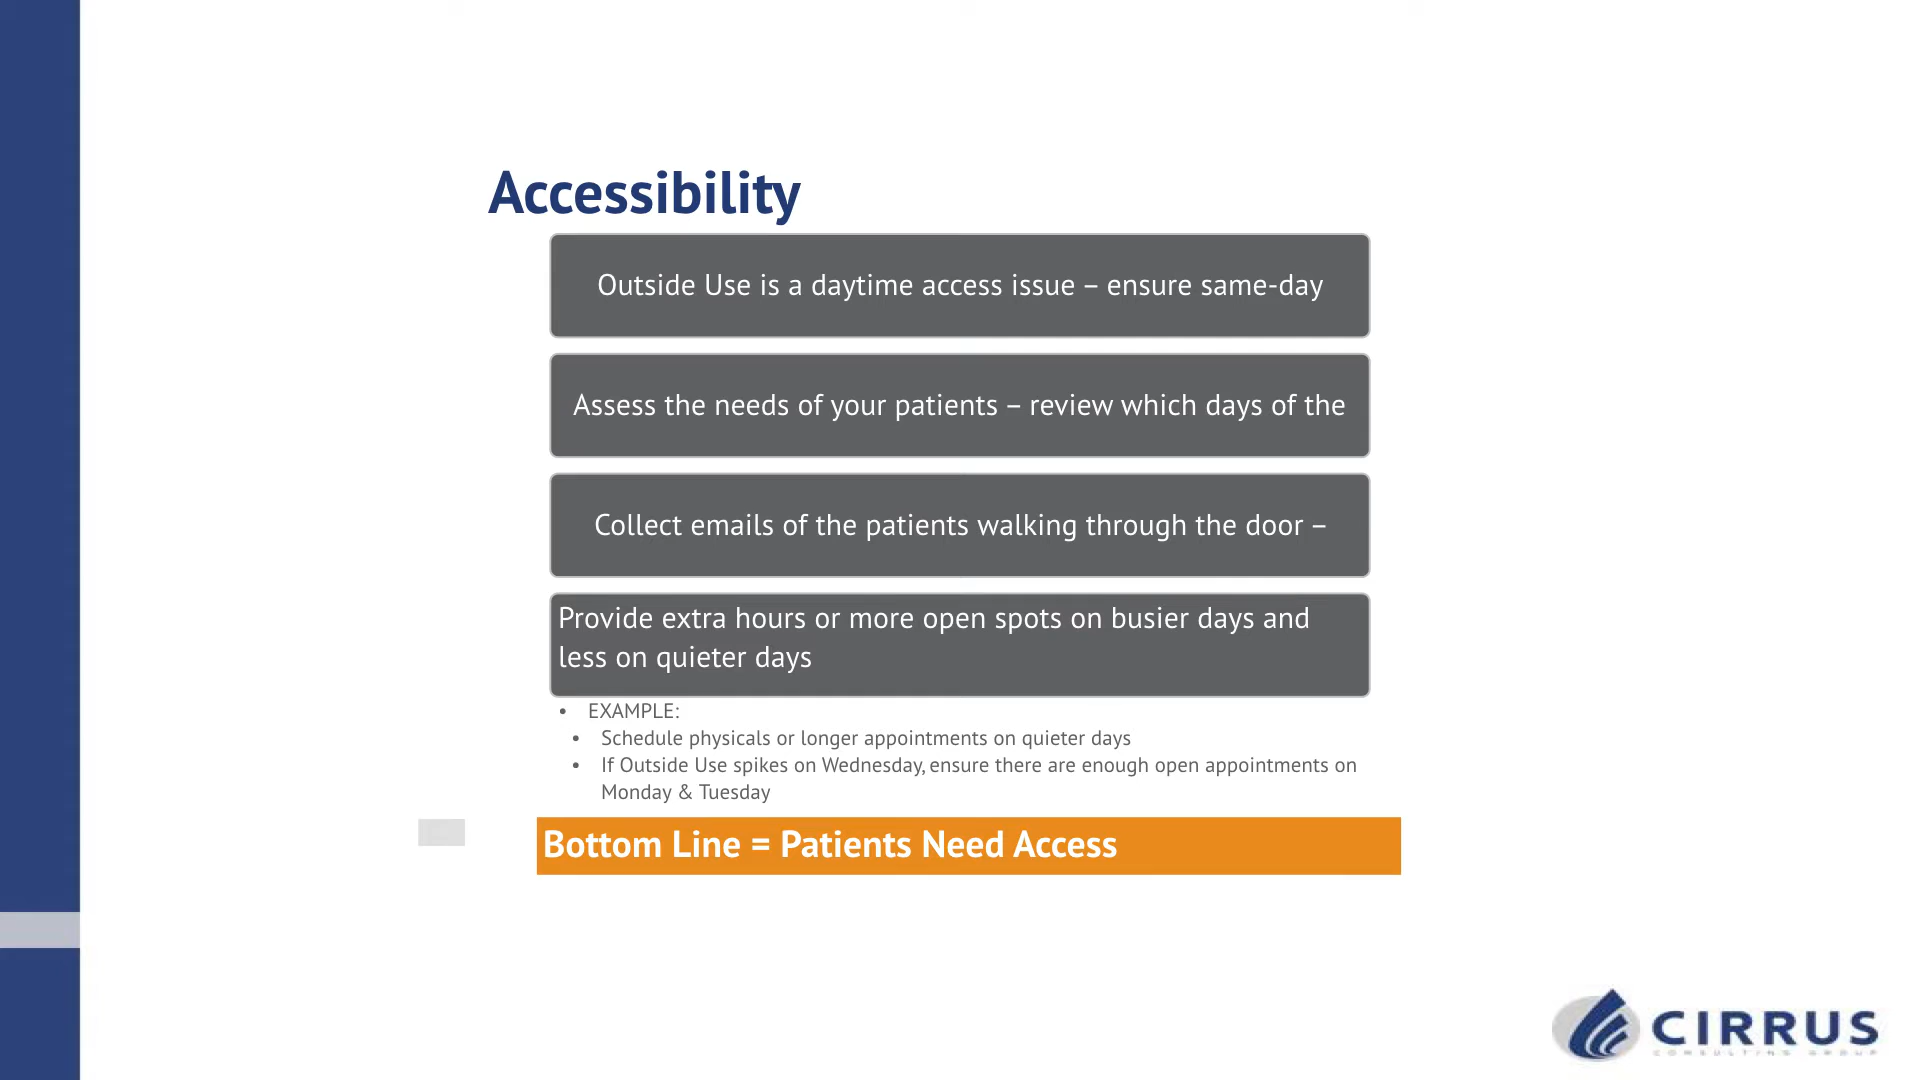 Accessibility
Outside Use is a daytime access issue – ensure same-day
Assess the needs of your patients – review which days of the
Collect emails of the patients walking through the door –
Provide extra hours or more open spots on busier days and
less on quieter days
• EXAMPLE:
• Schedule physicals or longer appointments on quieter days
• If Outside Use spikes on Wednesday, ensure there are enough open appointments on
Monday & Tuesday
Bottom Line = Patients Need Access
CIRRUS
CONSULTING GROUP